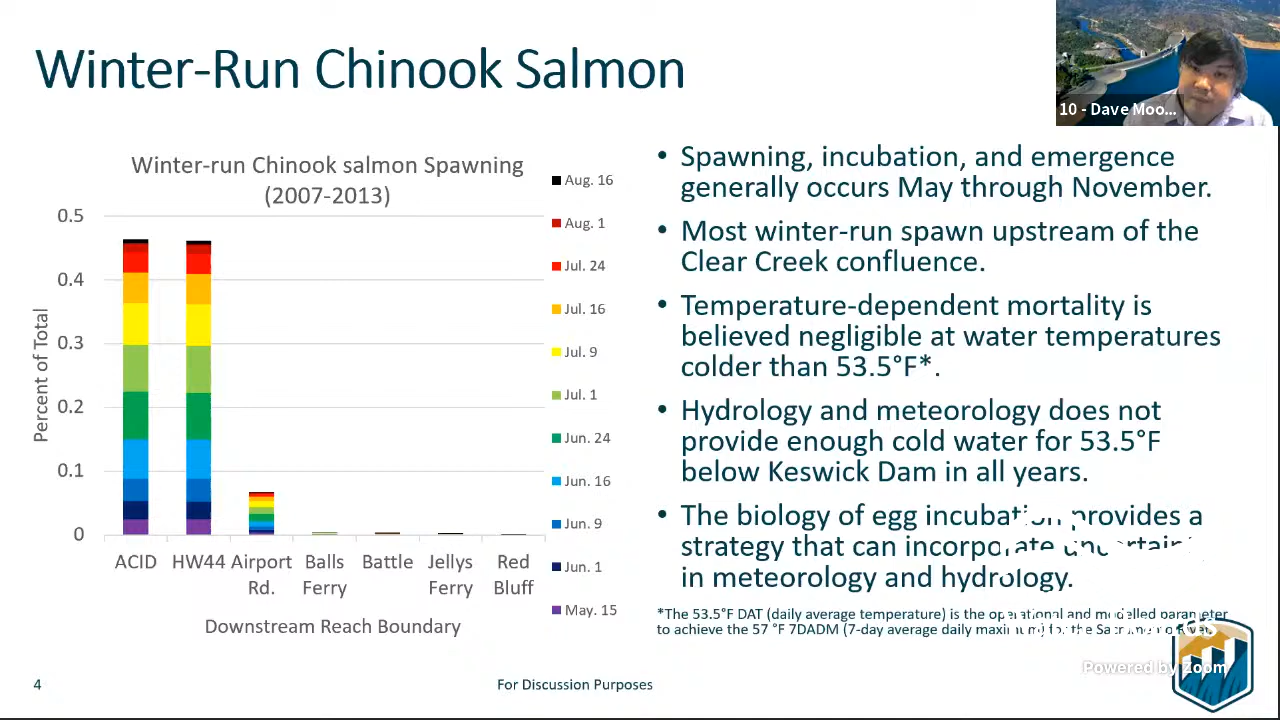 Winter-Run Chinook Salmon
10 - Dave Moo...
Winter-run Chinook salmon Spawning
(2007-2013)
Percent of Total
0.5
0.4
0.3
0.2
0.1
0
ACID
HW44
Airport
Rd.
Balls
Ferry
Battle
Jellys
Ferry
Red
Bluff
Downstream Reach Boundary
Aug. 16
Aug. 1
Jul. 24
Jul. 16
Jul. 9
Jul. 1
Jun. 24
Jun. 16
Jun. 9
Jun. 1
May. 15
• Spawning, incubation, and emergence
generally occurs May through November.
• Most winter-run spawn upstream of the
Clear Creek confluence.
• Temperature-dependent mortality is
believed negligible at water temperatures
colder than 53.5°F*.
• Hydrology and meteorology does not
provide enough cold water for 53.5°F
below Keswick Dam in all years.
• The biology of egg incubation provides a
strategy that can incorporate uncertainty
in meteorology and hydrology.
*The 53.5°F DAT (daily average temperature) is the operational and modelled parameter
to achieve the 57 °F 7DADM (7-day average daily maximum) for the Sacramento River.
Powered by Zoom
4
For Discussion Purposes